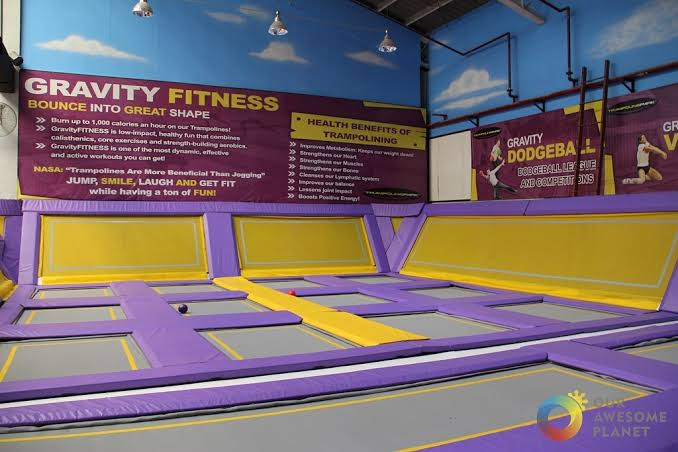 GRAVITY FITNESS
BOUNCE INTO GREAT SHAPE
Burn up to 1,000 calories an hour on our Trampolines!
GravityFITNESS is low-impact, healthy fun that combines
calisthenics, core exercises and strength-building aerobics.
GravityFITNESS is one of the most dynamic, effective
and active workouts you can get!
NASA: "Trampolines Are More Beneficial Than Jogging"
JUMP, SMILE, LAUGH AND GET FIT
while having a ton of FUN!
HEALTH BENEFITS OF
TRAMPOLINING
Improves Metabolism: Keeps our weight down!
Strengthens our Heart
Strengthens our Muscles
Strengthens our Bones
Cleanses our Lymphatic system
Improves our balance
Lessons joint impact
Boosts Positive Energy!
TRAMPOLINEPARK
TRAMPOLINEPARK
GRAVITY
DODGEBALL
DODGEBALL LEAGUE
AND COMPETITIONS
GRAVITY
V
OUR
AWESOME
PLANET